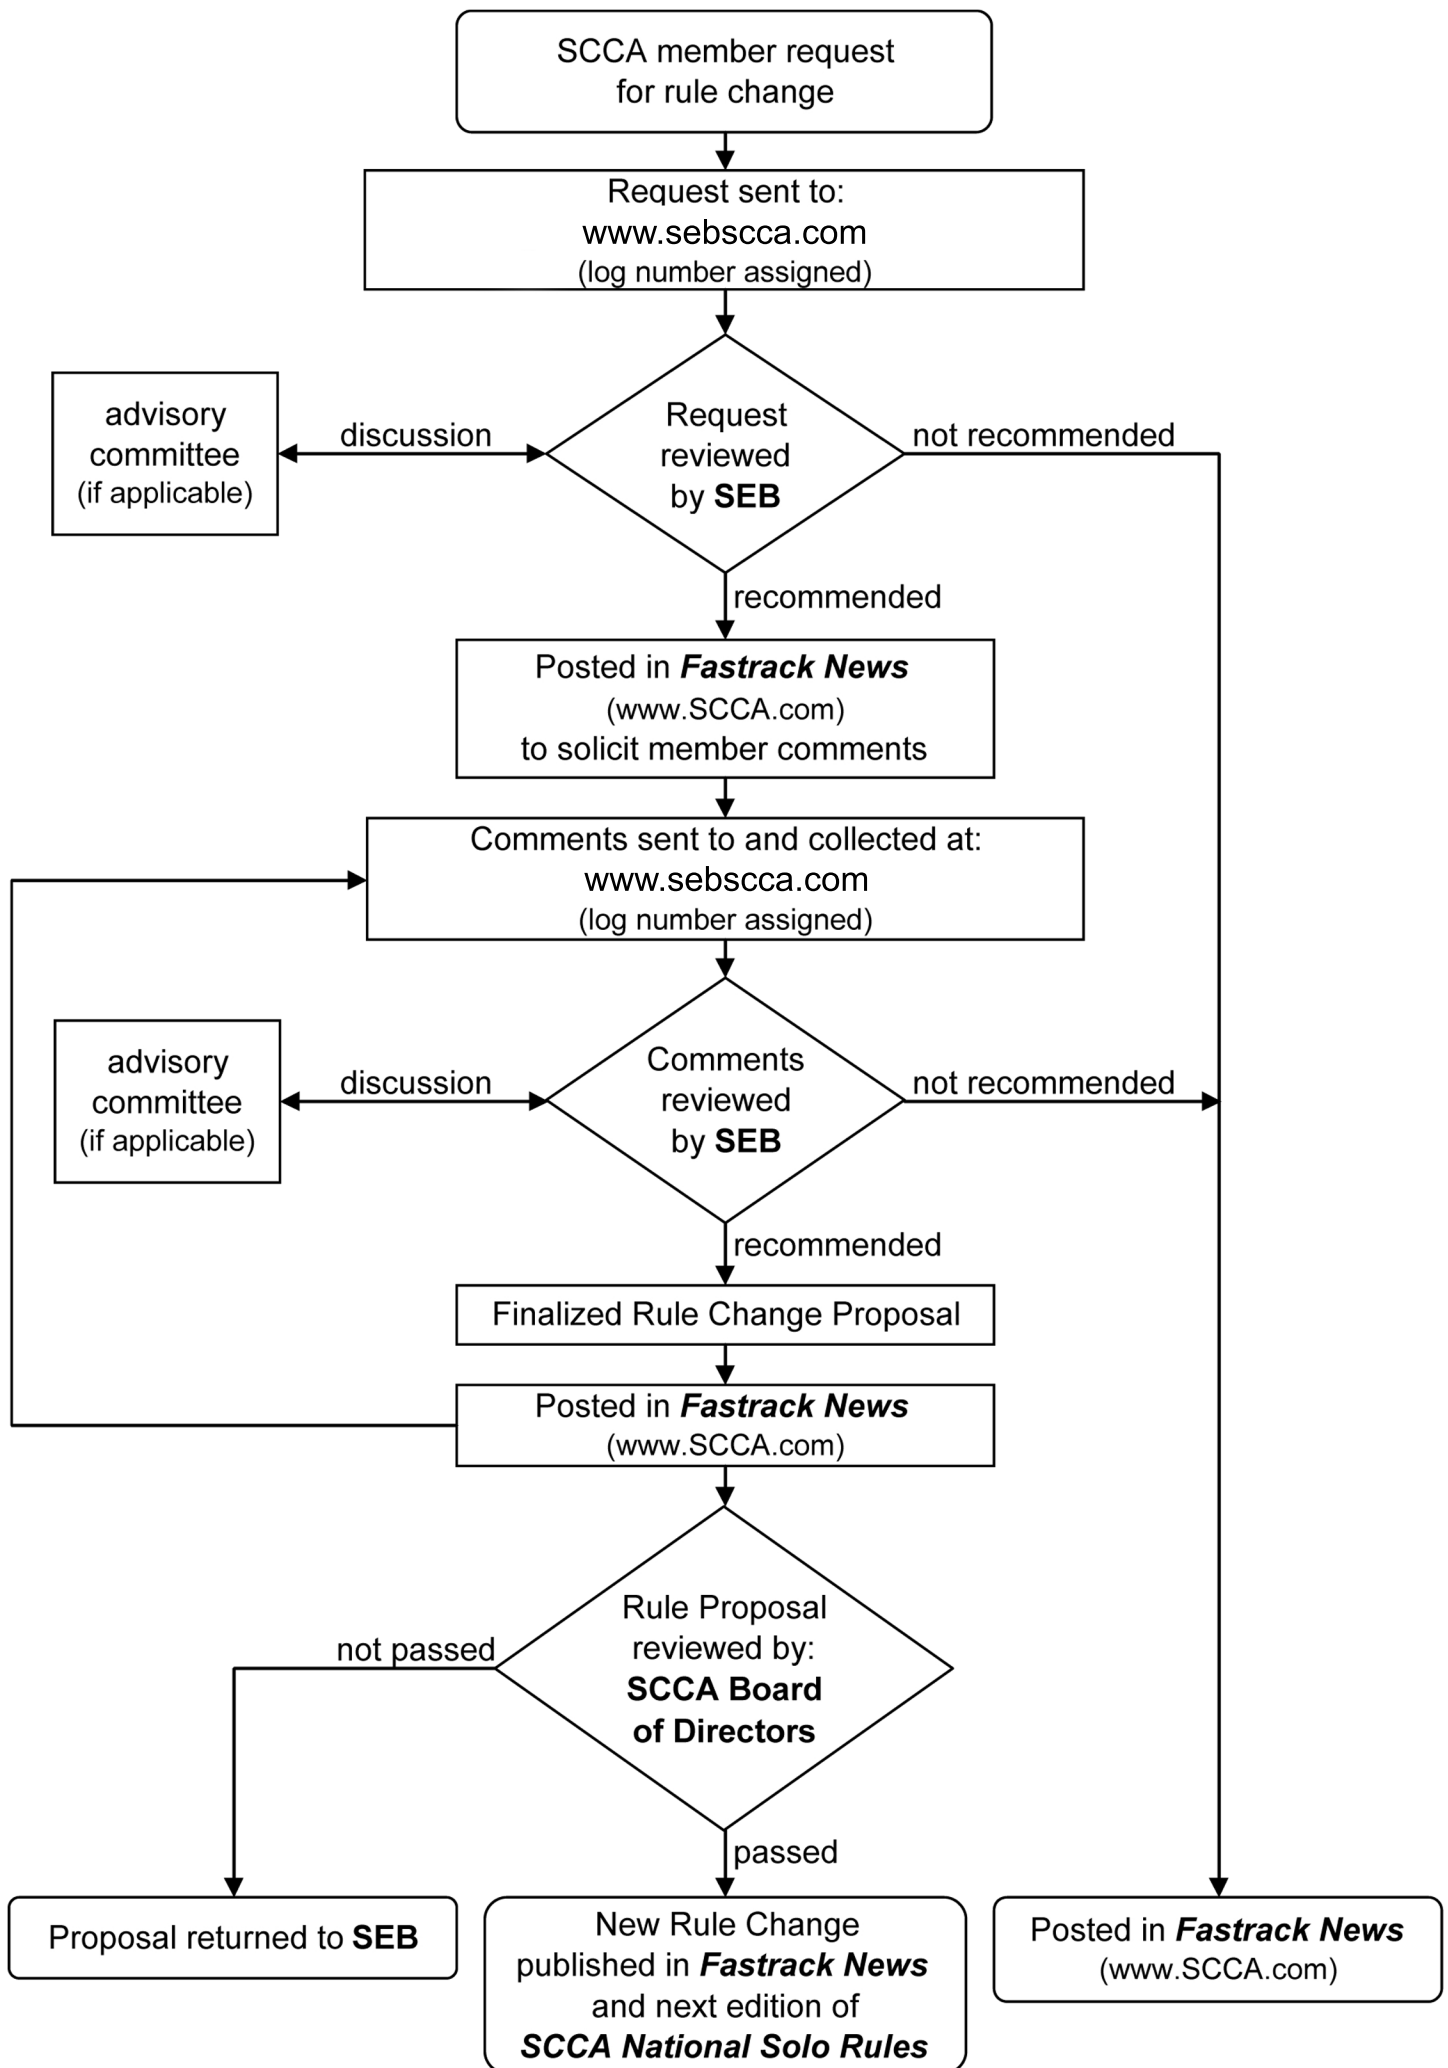 SCCA member request
for rule change
Request sent to:
www.sebscca.com
(log number assigned)
advisory
committee
(if applicable)
discussion
Request
reviewed
by SEB
not recommended
recommended
Posted in Fastrack News
(www.SCCA.com)
to solicit member comments
Comments sent to and collected at:
www.sebscca.com
(log number assigned)
advisory
committee
(if applicable)
discussion
Comments
reviewed
by SEB
not recommended
recommended
Finalized Rule Change Proposal
Posted in Fastrack News
(www.SCCA.com)
not passed
Rule Proposal
reviewed by:
SCCA Board
of Directors
passed
Proposal returned to SEB
New Rule Change
published in Fastrack News
and next edition of
SCCA National Solo Rules
Posted in Fastrack News
(www.SCCA.com)